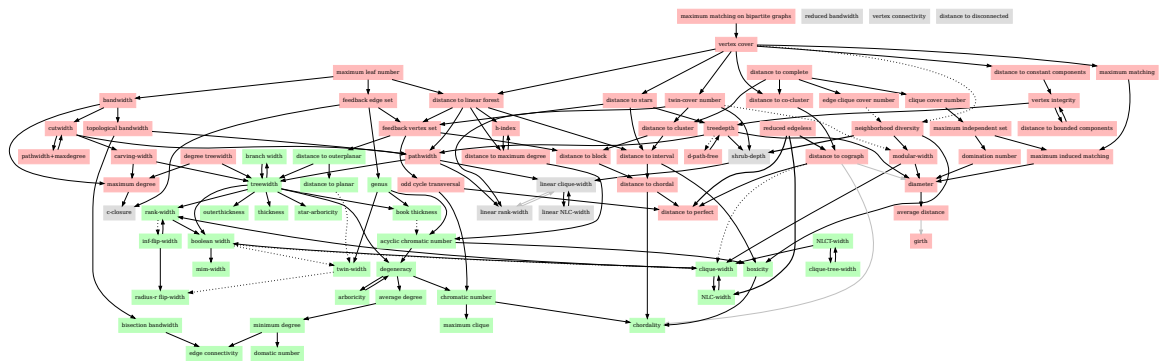 maximum matching on bipartite graphs
reduced bandwidth
vertex connectivity
distance to disconnected
vertex cover
maximum leaf number
distance to complete
distance to constant components
maximum matching
bandwidth
feedback edge set
distance to linear forest
distance to stars
twin-cover number
distance to co-cluster
edge clique cover number
clique cover number
vertex integrity
cutwidth
topological bandwidth
feedback vertex set
h-index
distance to cluster
treedepth
reduced edgeless
neighborhood diversity
maximum independent set
distance to bounded components
pathwidth+maxdegree
carving-width
degree treewidth
branch width
distance to outerplanar
pathwidth
distance to maximum degree
distance to block
distance to interval
d-path-free
shrub-depth
distance to cograph
modular-width
domination number
maximum induced matching
maximum degree
treewidth
distance to planar
genus
odd cycle transversal
linear clique-width
distance to chordal
diameter
c-closure
rank-width
outerthickness
thickness
star-arboricity
book thickness
linear rank-width
linear NLC-width
distance to perfect
average distance
inf-flip-width
boolean width
acyclic chromatic number
NLCT-width
girth
mim-width
twin-width
degeneracy
clique-width
boxicity
clique-tree-width
radius-r flip-width
arboricity
average degree
chromatic number
NLC-width
bisection bandwidth
minimum degree
maximum clique
chordality
edge connectivity
domatic number